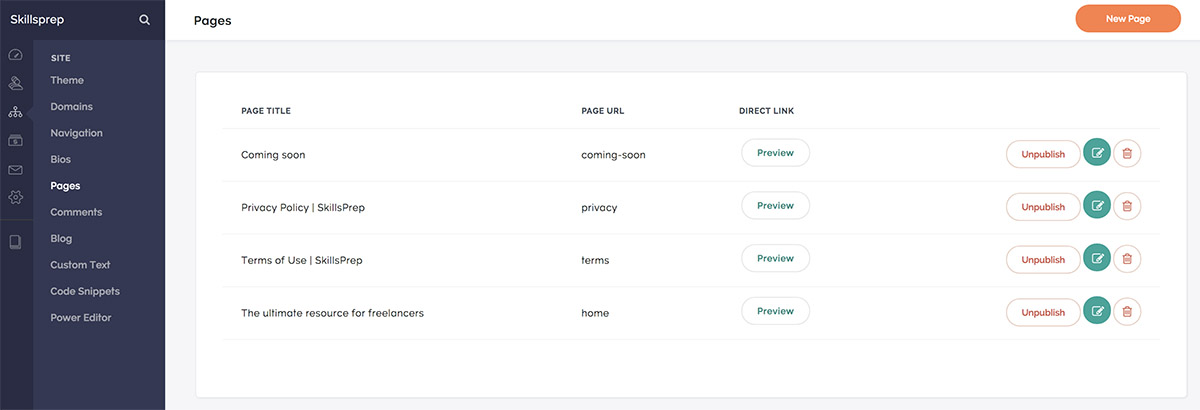 Skillsprep
Pages
New Page
SITE
Theme
Domains
Navigation
Bios
Pages
Comments
Blog
Custom Text
Code Snippets
Power Editor
PAGE TITLE PAGE URL DIRECT LINK
Coming soon coming-soon Preview Unpublish
Privacy Policy | SkillsPrep privacy Preview Unpublish
Terms of Use | SkillsPrep terms Preview Unpublish
The ultimate resource for freelancers home Preview Unpublish